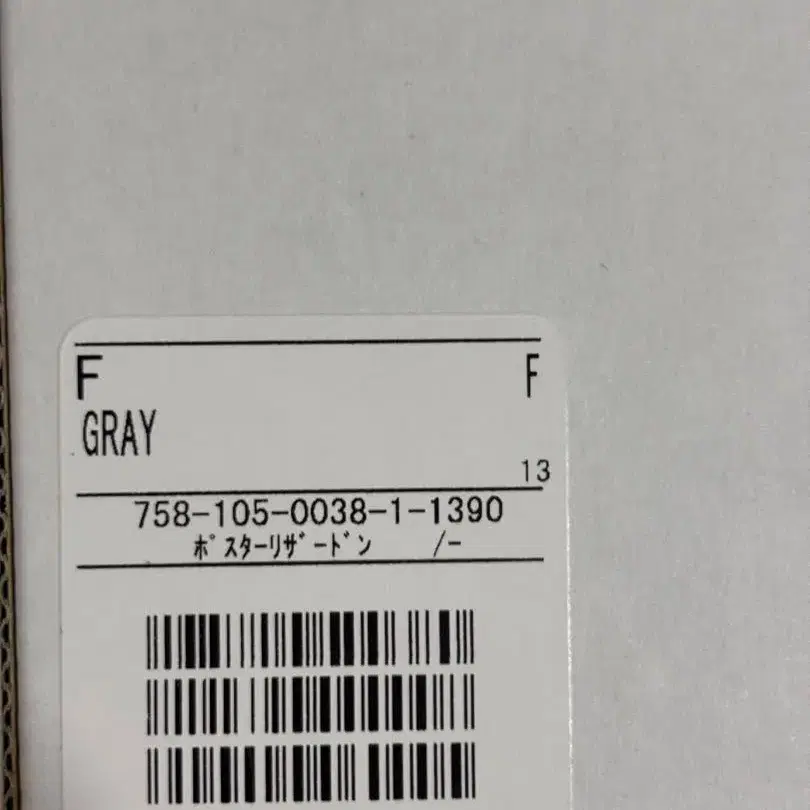 F F
GRAY
13
758-105-0038-1-1390
ﾎﾟｽﾀｰﾘｻﾞｰﾄﾞﾝ /-